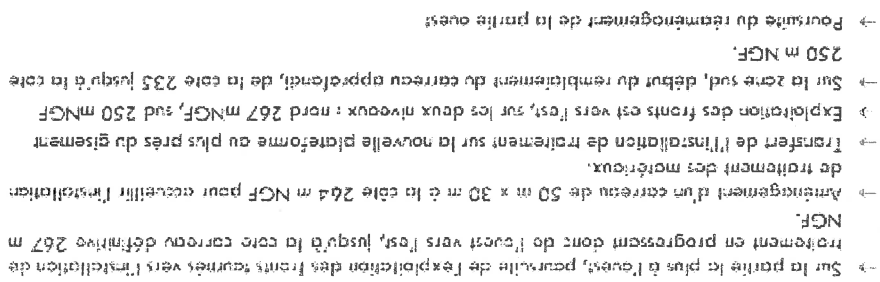 → Sur la partie la plus à l'ouest, poursuite de l'exploitation des fronts tournés vers l'installation de
traitement en progressant donc de l'ouest vers l'est, jusqu'à la cote carreau définitive 267 m
NGF.
→ Aménagement d'un carreau de 50 m x 30 m à la cote 264 m NGF pour accueillir l'installation
de traitement des matériaux.
→ Transfert de l'installation de traitement sur la nouvelle plateforme au plus près du gisement
→ Exploitation des fronts est vers l'est, sur les deux niveaux : nord 267 mNGF, sud 250 mNGF
→ Sur la zone sud, début du remblaiement du carreau approfondi, de la cote 235 jusqu'à la cote
250 m NGF.
→ Poursuite du réaménagement de la partie ouest